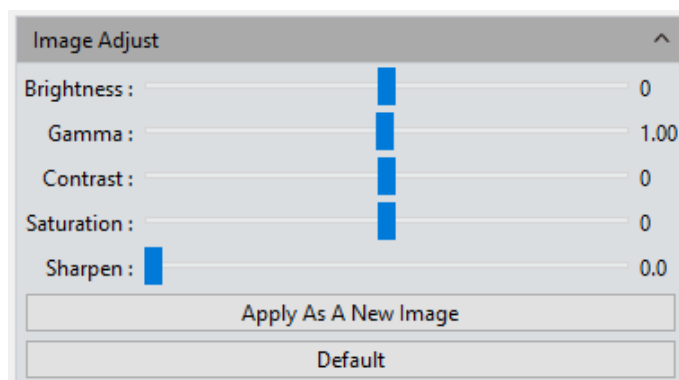 Image Adjust
Brightness : 0
Gamma : 1.00
Contrast : 0
Saturation : 0
Sharpen : 0.0
Apply As A New Image
Default